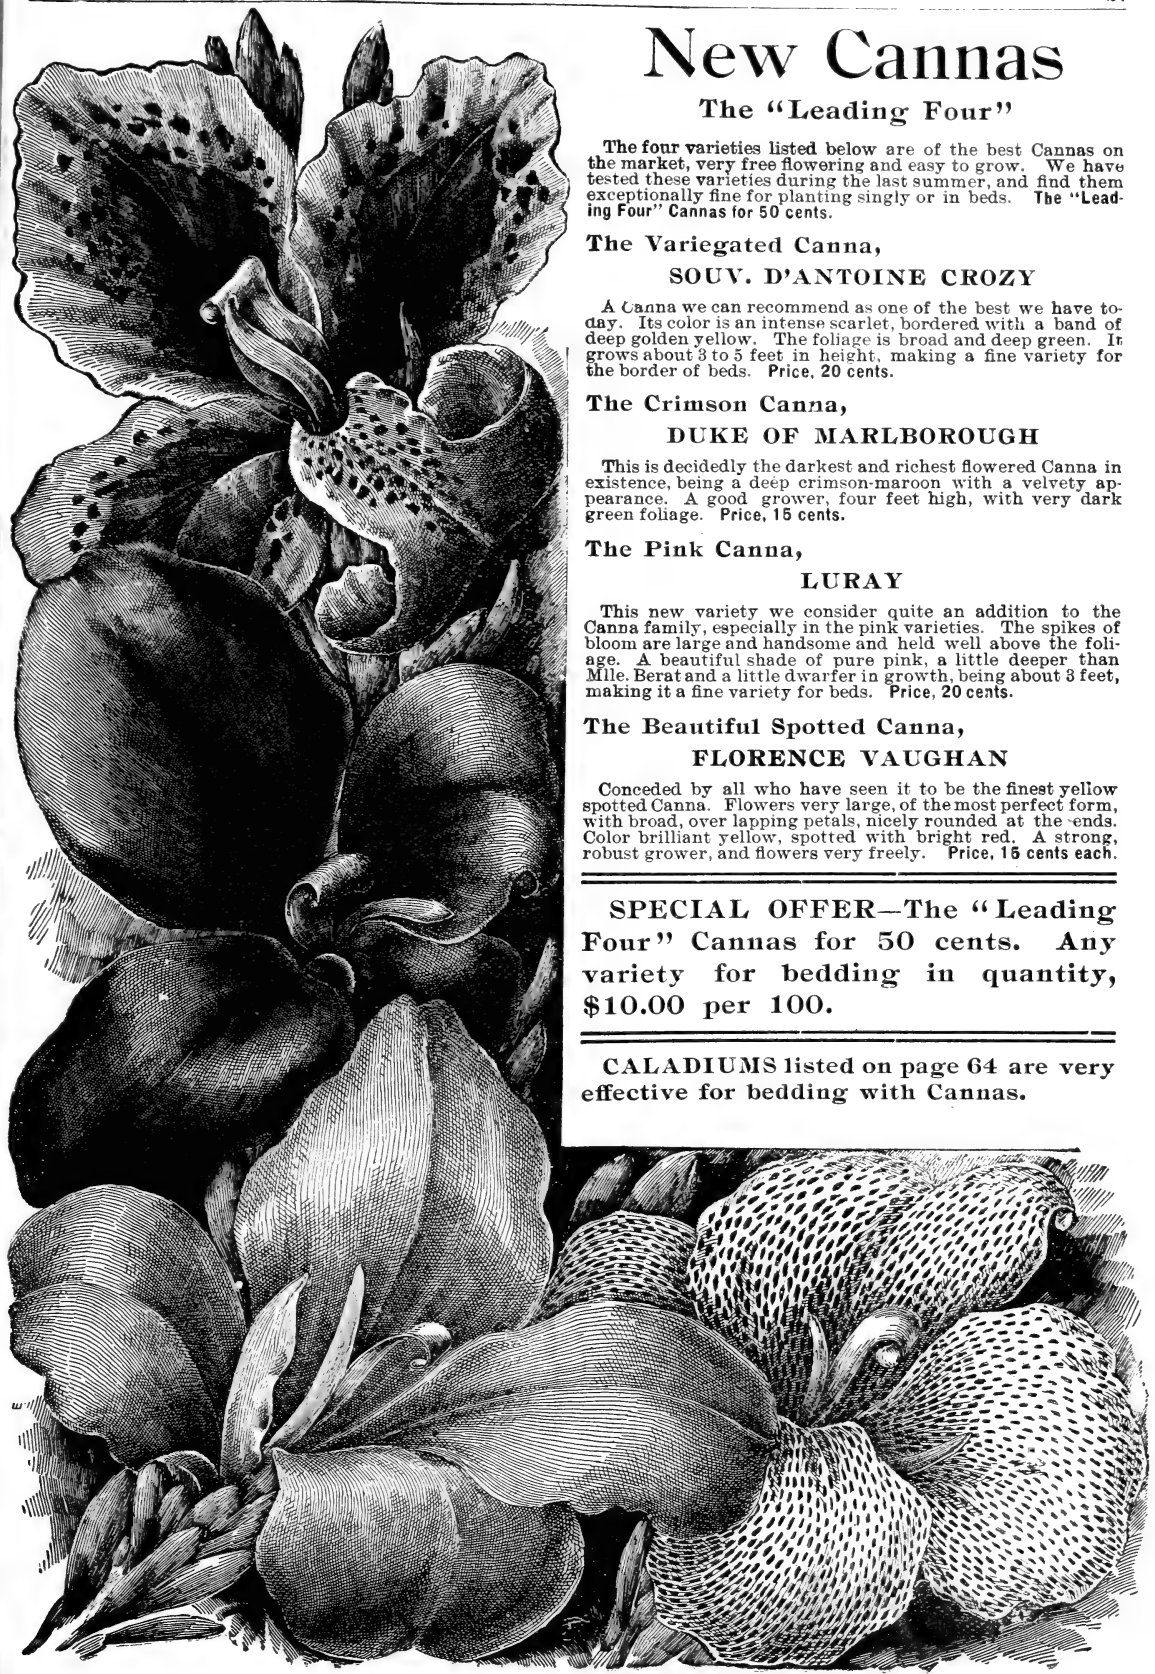 New Cannas
The "Leading Four"
The four varieties listed below are of the best Cannas on
the market, very free flowering and easy to grow. We have
tested these varieties during the last summer, and find them
exceptionally fine for planting singly or in beds. The "Lead-
ing Four" Cannas for 50 cents.
The Variegated Canna,
SOUV. D'ANTOINE CROZY
A Canna we can recommend as one of the best we have to-
day. Its color is an intense scarlet, bordered with a band of
deep golden yellow. The foliage is broad and deep green. It
grows about 3 to 5 feet in height, making a fine variety for
the border of beds. Price, 20 cents.
The Crimson Canna,
DUKE OF MARLBOROUGH
This is decidedly the darkest and richest flowered Canna in
existence, being a deep crimson-maroon with a velvety ap-
pearance. A good grower, four feet high, with very dark
green foliage. Price, 15 cents.
The Pink Canna,
LURAY
This new variety we consider quite an addition to the
Canna family, especially in the pink varieties. The spikes of
bloom are large and handsome and held well above the foli-
age. A beautiful shade of pure pink, a little deeper than
Mlle. Berat and a little dwarfer in growth, being about 3 feet,
making it a fine variety for beds. Price, 20 cents.
The Beautiful Spotted Canna,
FLORENCE VAUGHAN
Conceded by all who have seen it to be the finest yellow
spotted Canna. Flowers very large, of the most perfect form,
with broad, over lapping petals, nicely rounded at the ends.
Color brilliant yellow, spotted with bright red. A strong,
robust grower, and flowers very freely. Price, 15 cents each.
SPECIAL OFFER—The "Leading
Four" Cannas for 50 cents. Any
variety for bedding in quantity,
$10.00 per 100.
CALADIUMS listed on page 64 are very
effective for bedding with Cannas.